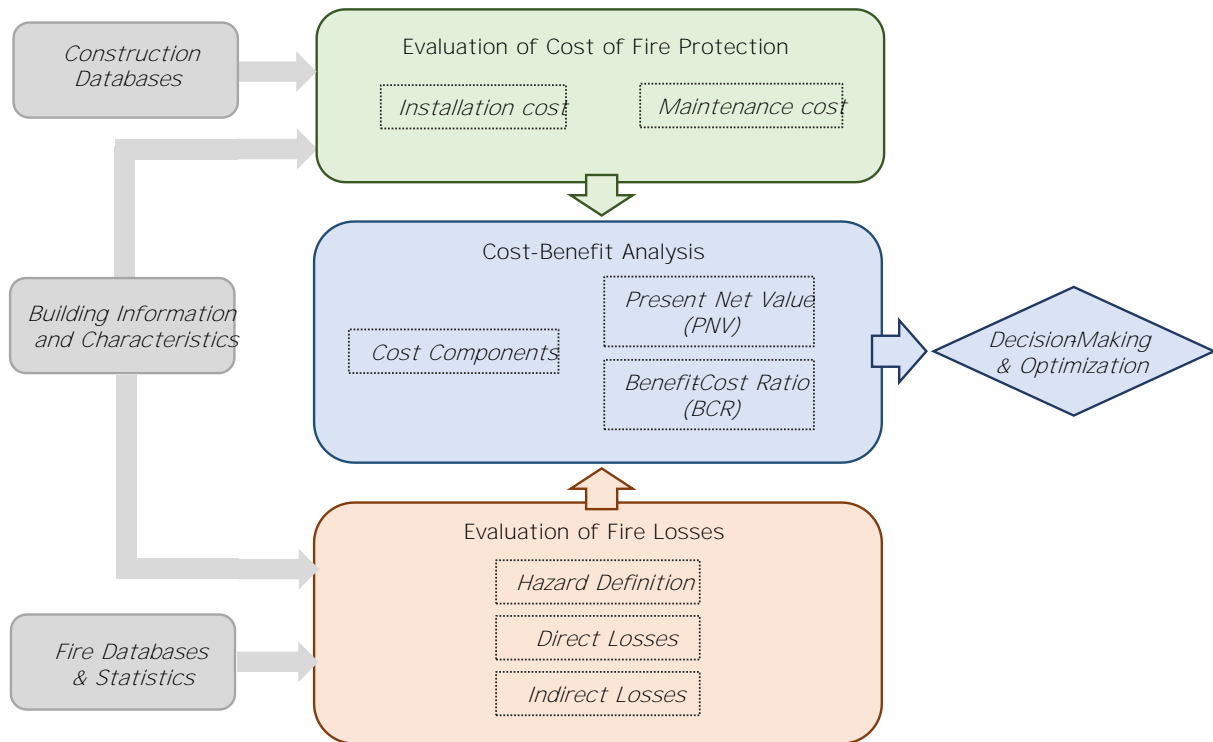 Construction
Databases
Evaluation of Cost of Fire Protection
Installation cost
Maintenance cost
Building Information
and Characteristics
Cost-Benefit Analysis
Cost Components
Present Net Value
(PNV)
Benefit-Cost Ratio
(BCR)
Decision-Making
& Optimization
Evaluation of Fire Losses
Hazard Definition
Direct Losses
Indirect Losses
Fire Databases
& Statistics